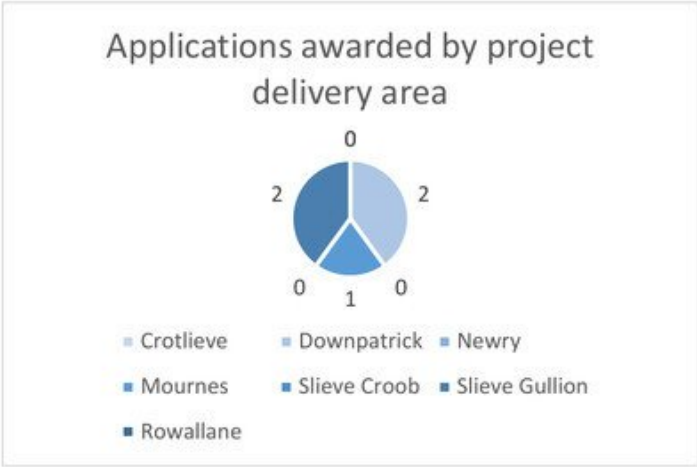 Applications awarded by project
delivery area
0
2 2
0 1 0
Crotlieve Downpatrick Newry
Mournes Slieve Croob Slieve Gullion
Rowallane